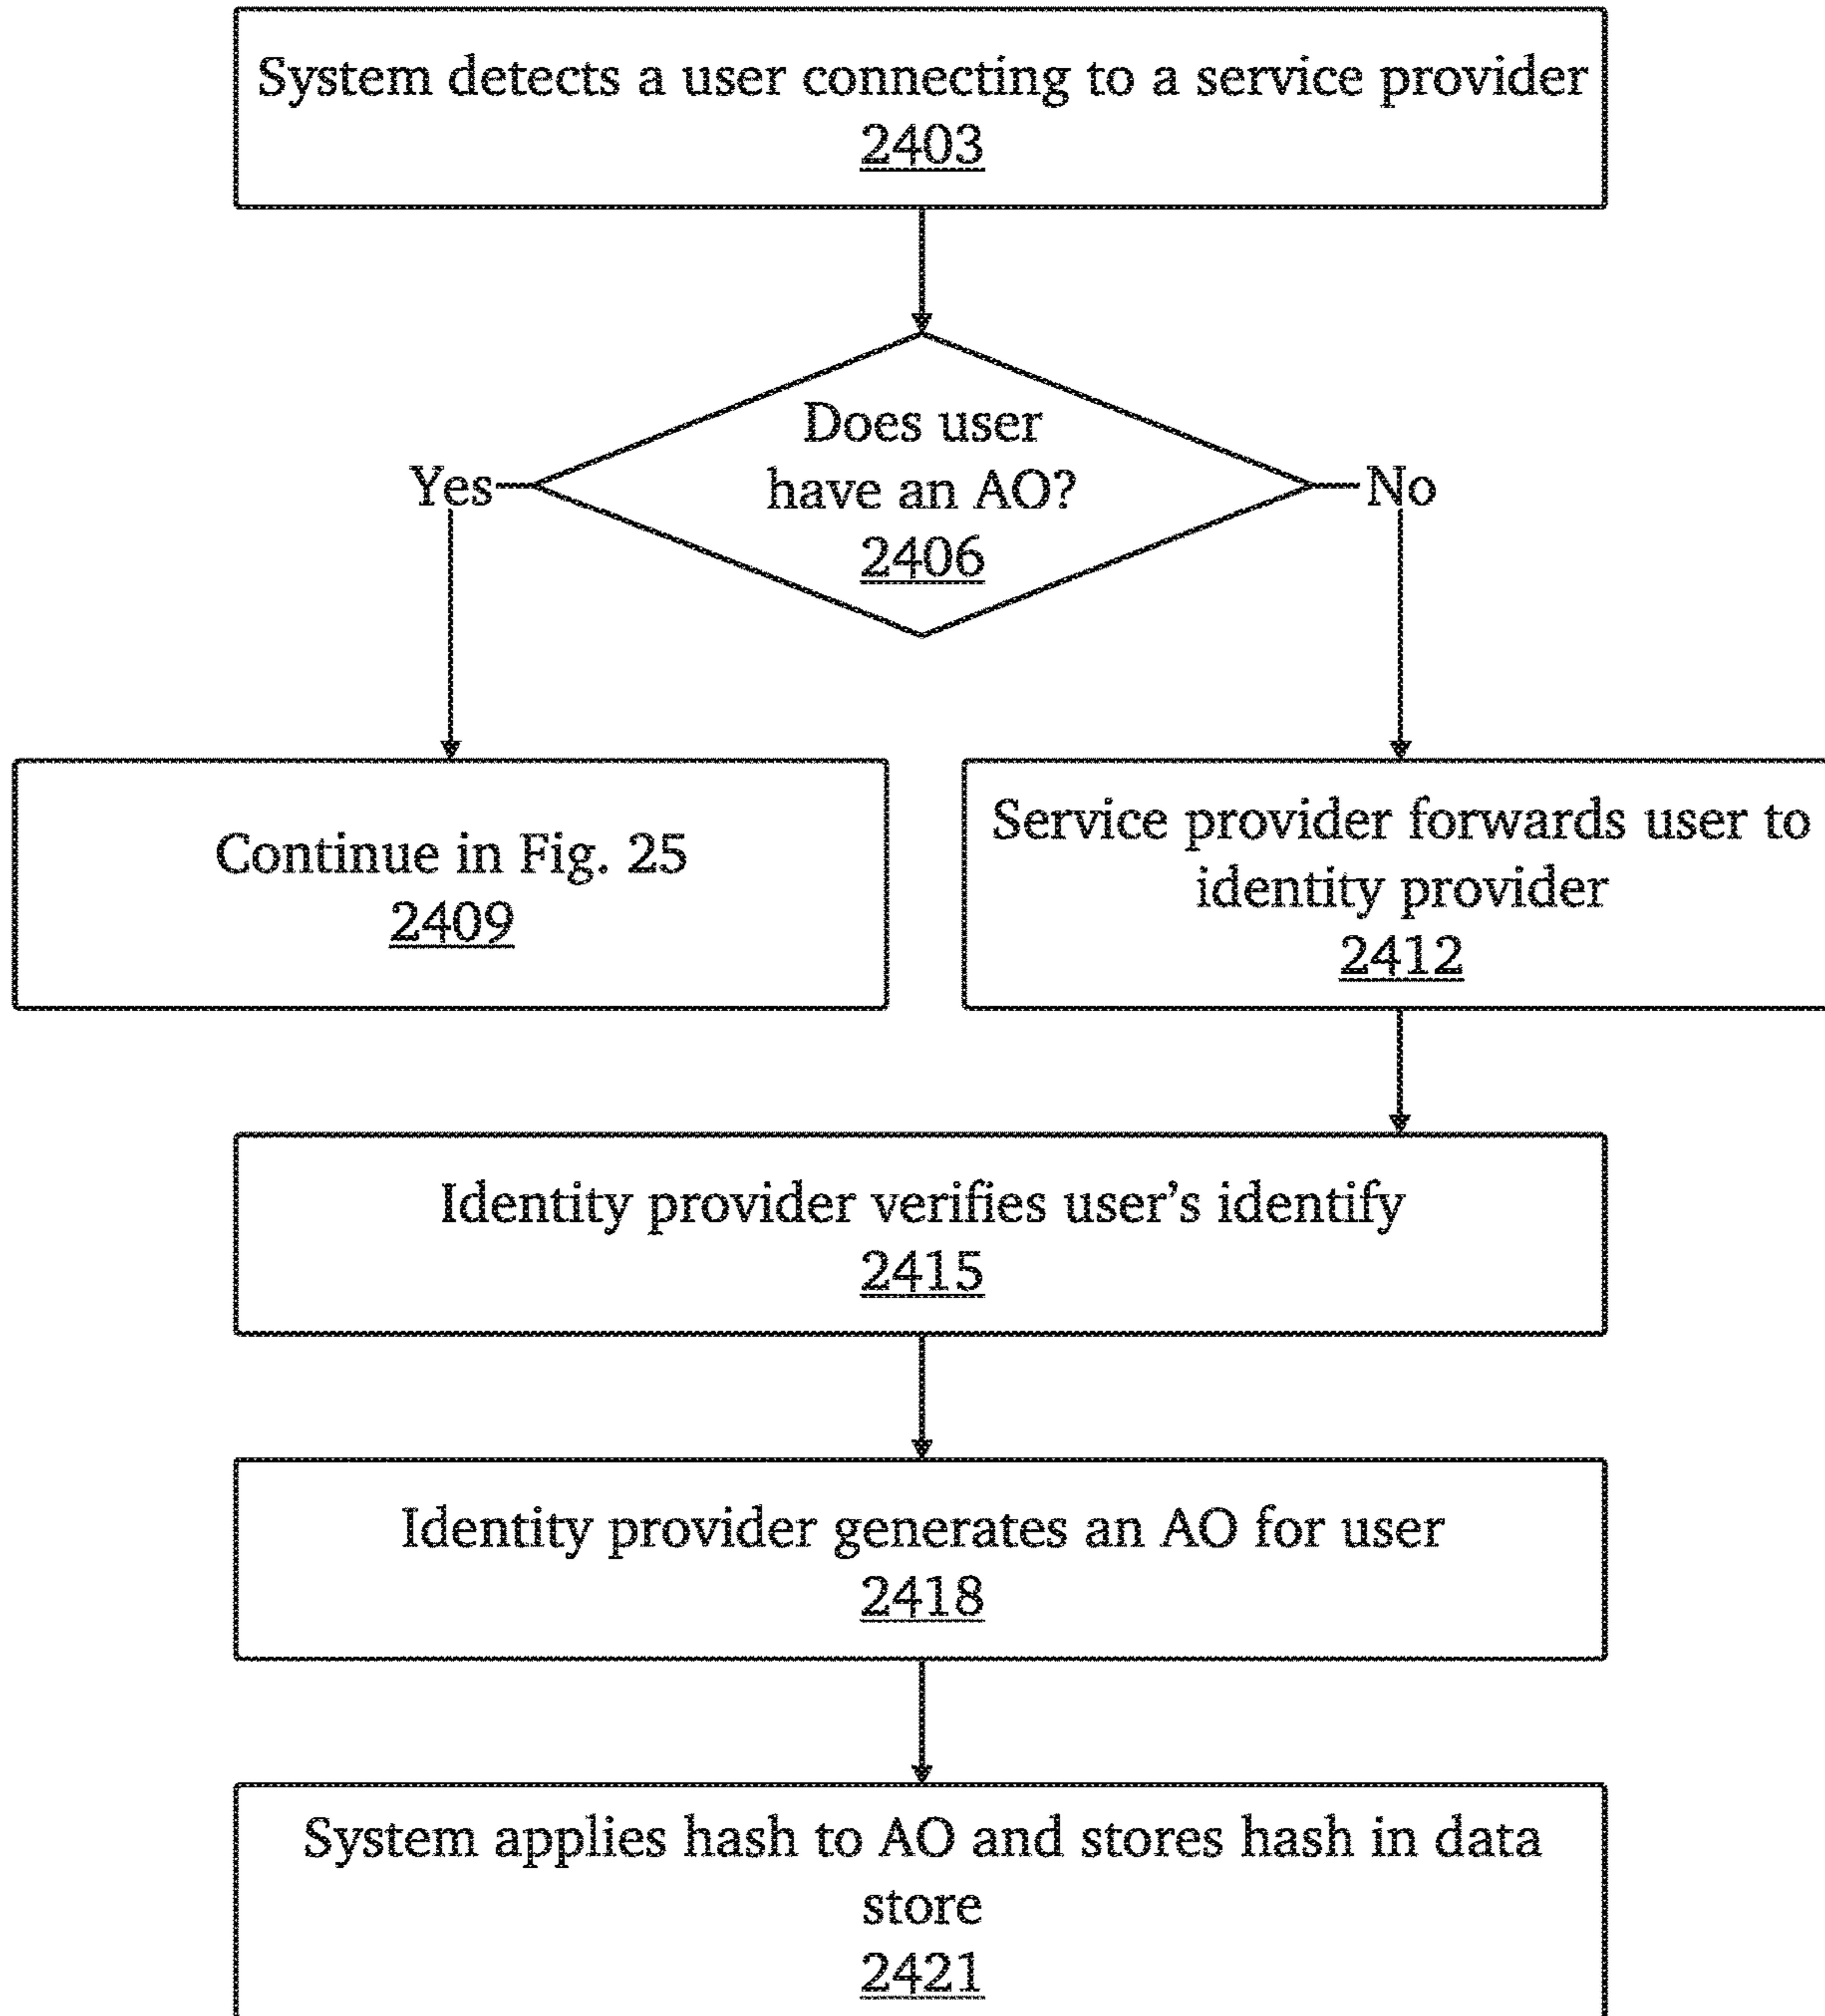 System detects a user connecting to a service provider
2403
Does user
have an AO?
2406
Yes
No
Continue in Fig. 25
2409
Service provider forwards user to
identity provider
2412
Identity provider verifies user's identify
2415
Identity provider generates an AO for user
2418
System applies hash to AO and stores hash in data
store
2421